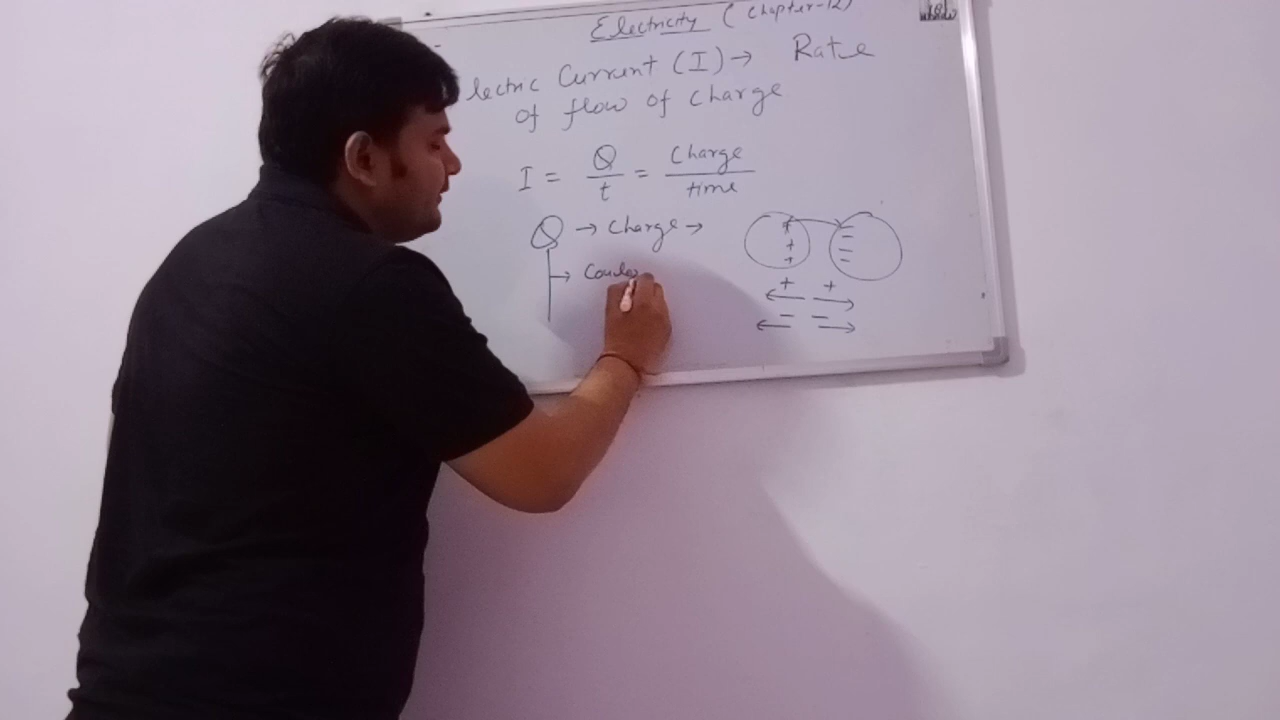 Electricity ( Chapter-12)
lectric Current (I) → Rate
of flow of charge
I = Q/t = Charge/time
Q → Charge →
→ Coulo
+ + +
− − −
+ +
− −